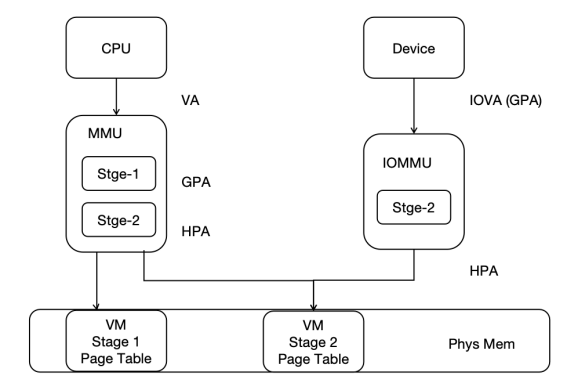 CPU
Device
VA
IOVA (GPA)
MMU
Stge-1
GPA
Stge-2
HPA
IOMMU
Stge-2
HPA
VM
Stage 1
Page Table
VM
Stage 2
Page Table
Phys Mem